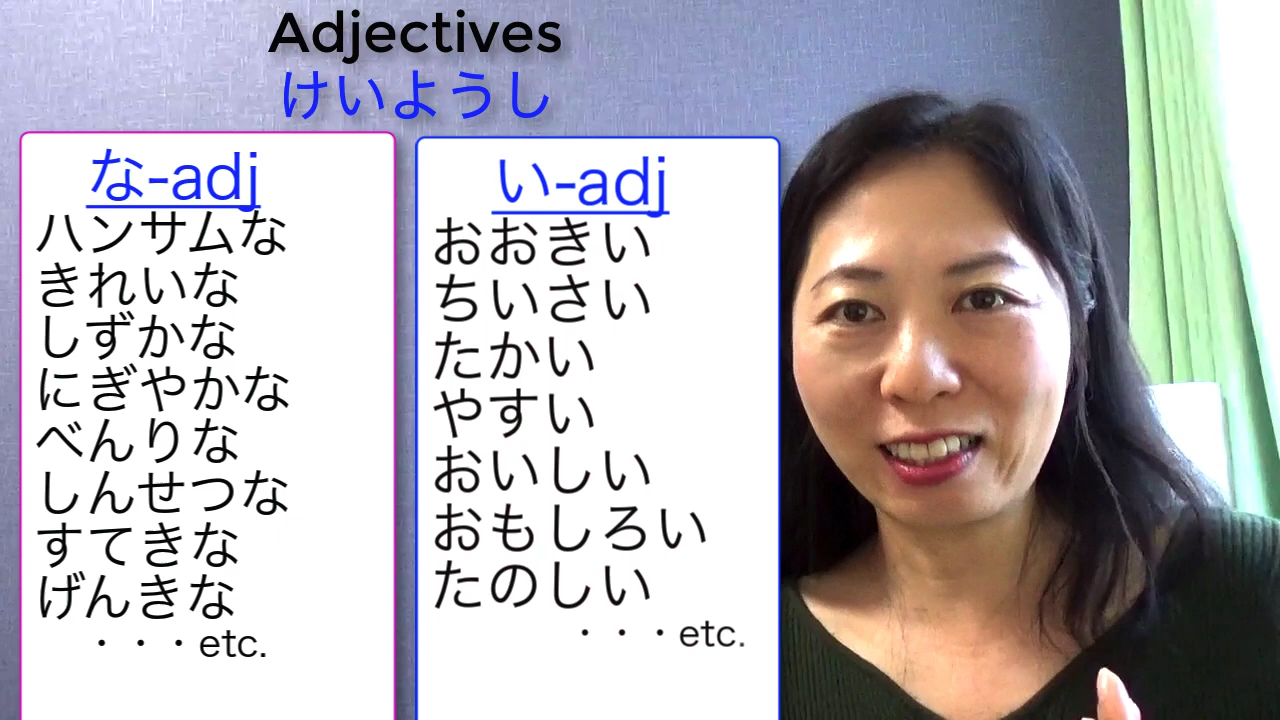 Adjectives
けいようし
な-adj
ハンサムな
きれいな
しずかな
にぎやかな
べんりな
しんせつな
すてきな
げんきな
・・・etc.
い-adj
おおきい
ちいさい
たかい
やすい
おいしい
おもしろい
たのしい
・・・etc.